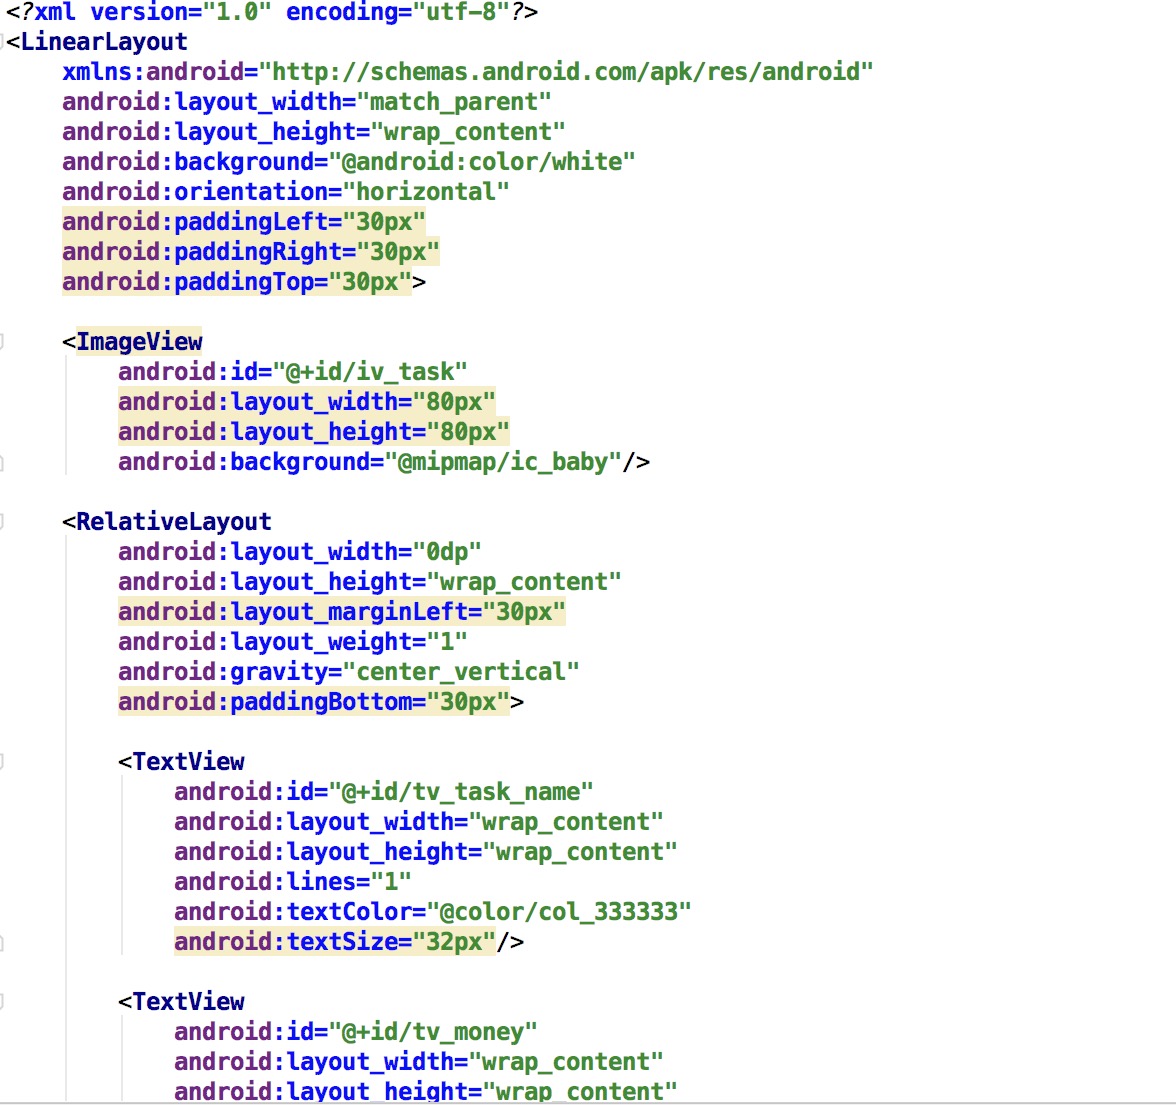 <?xml version="1.0" encoding="utf-8"?>
<LinearLayout
    xmlns:android="http://schemas.android.com/apk/res/android"
    android:layout_width="match_parent"
    android:layout_height="wrap_content"
    android:background="@android:color/white"
    android:orientation="horizontal"
    android:paddingLeft="30px"
    android:paddingRight="30px"
    android:paddingTop="30px">

    <ImageView
        android:id="@+id/iv_task"
        android:layout_width="80px"
        android:layout_height="80px"
        android:background="@mipmap/ic_baby"/>

    <RelativeLayout
        android:layout_width="0dp"
        android:layout_height="wrap_content"
        android:layout_marginLeft="30px"
        android:layout_weight="1"
        android:gravity="center_vertical"
        android:paddingBottom="30px">

        <TextView
            android:id="@+id/tv_task_name"
            android:layout_width="wrap_content"
            android:layout_height="wrap_content"
            android:lines="1"
            android:textColor="@color/col_333333"
            android:textSize="32px"/>

        <TextView
            android:id="@+id/tv_money"
            android:layout_width="wrap_content"
            android:layout_height="wrap_content"